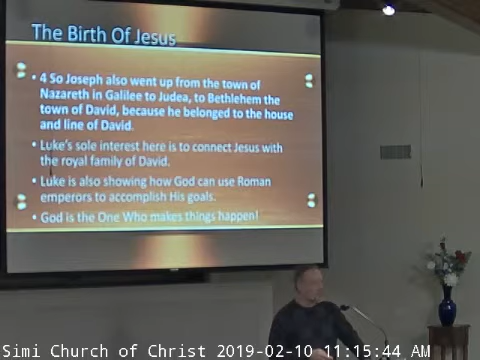 The Birth Of Jesus
• 4 So Joseph also went up from the town of
Nazareth in Galilee to Judea, to Bethlehem the
town of David, because he belonged to the house
and line of David.
• Luke's sole interest here is to connect Jesus with
the royal family of David.
• Luke is also showing how God can use Roman
emperors to accomplish His goals.
• God is the One Who makes things happen!
Simi Church of Christ 2019-02-10 11:15:44 AM